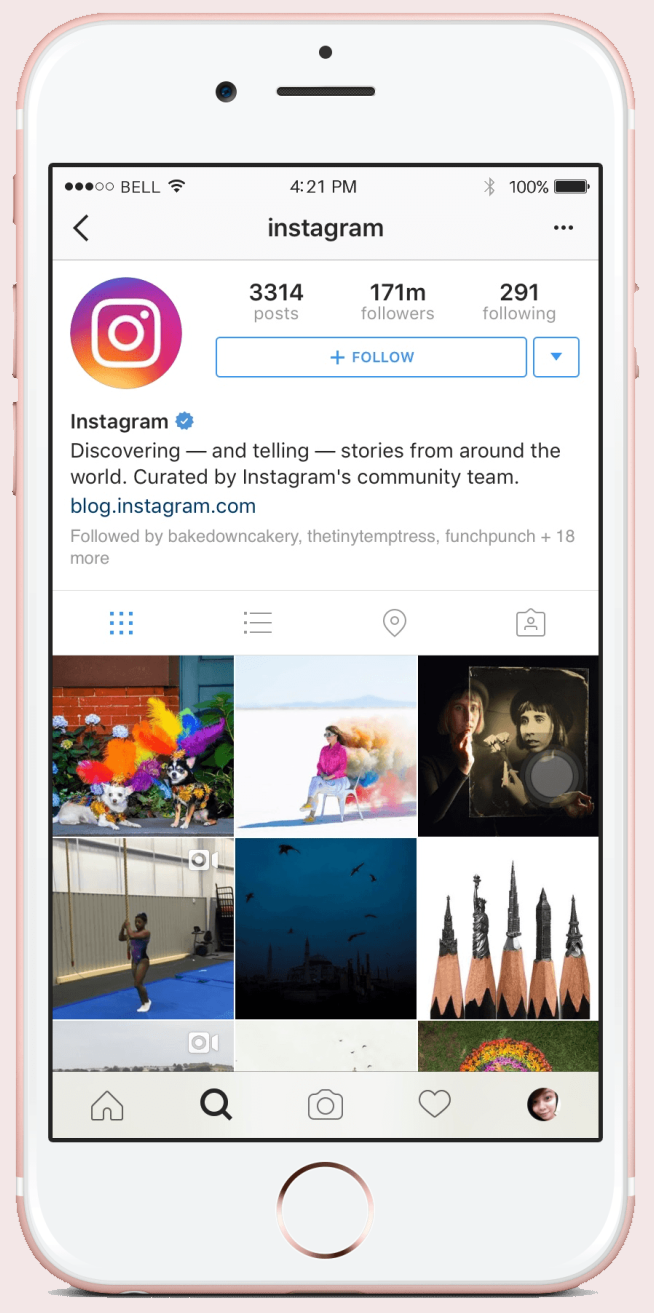 BELL 4:21 PM 100%
instagram
3314 171m 291
posts followers following
+ FOLLOW
Instagram
Discovering — and telling — stories from around the
world. Curated by Instagram's community team.
blog.instagram.com
Followed by bakedowncakery, thetinytemptress, funchpunch + 18
more